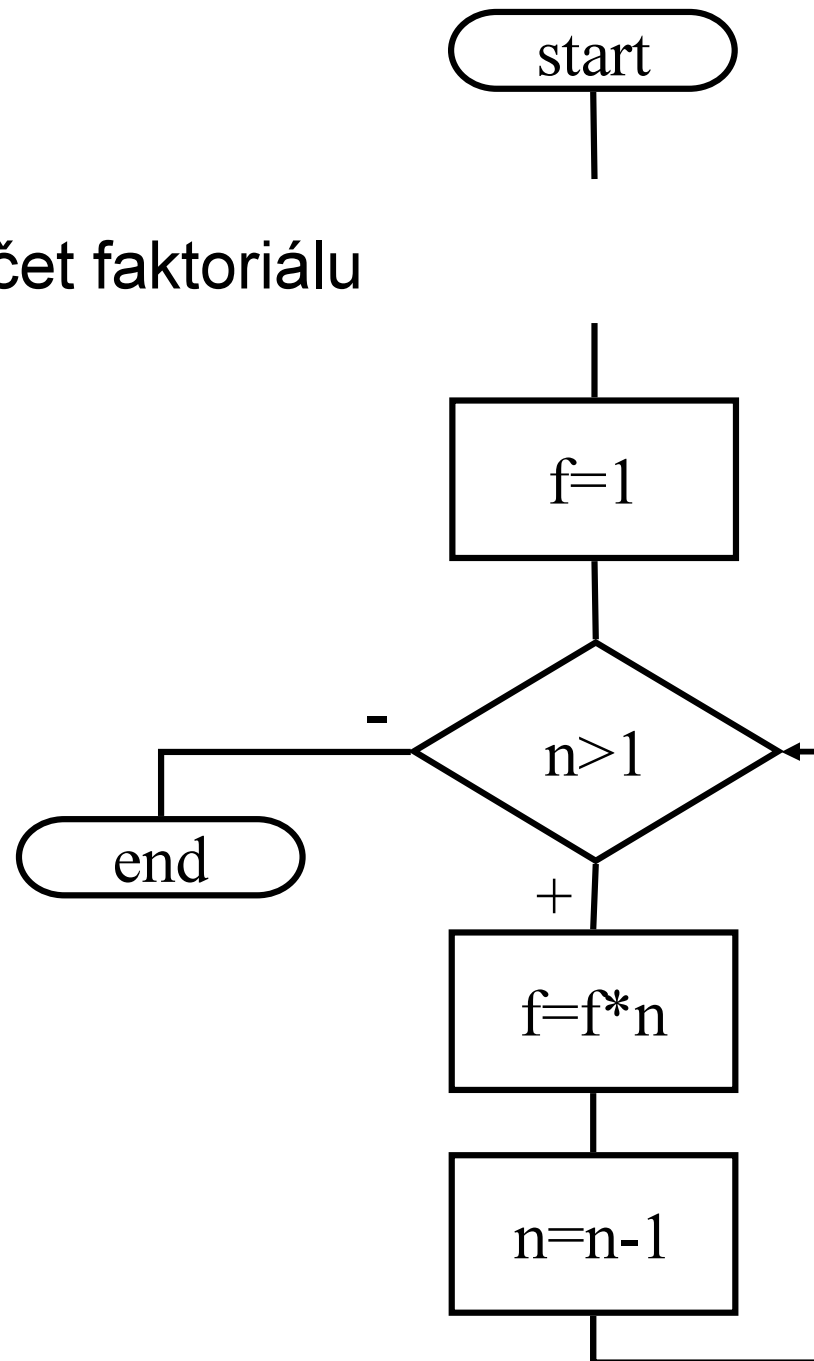 start
čet faktoriálu
f=1
-
n>1
end
+
f=f*n
n=n-1